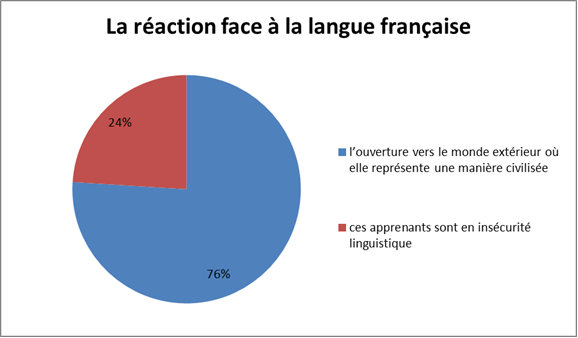 La réaction face à la langue française
24%
76%
l’ouverture vers le monde extérieur où
elle représente une manière civilisée
ces apprenants sont en insécurité
linguistique